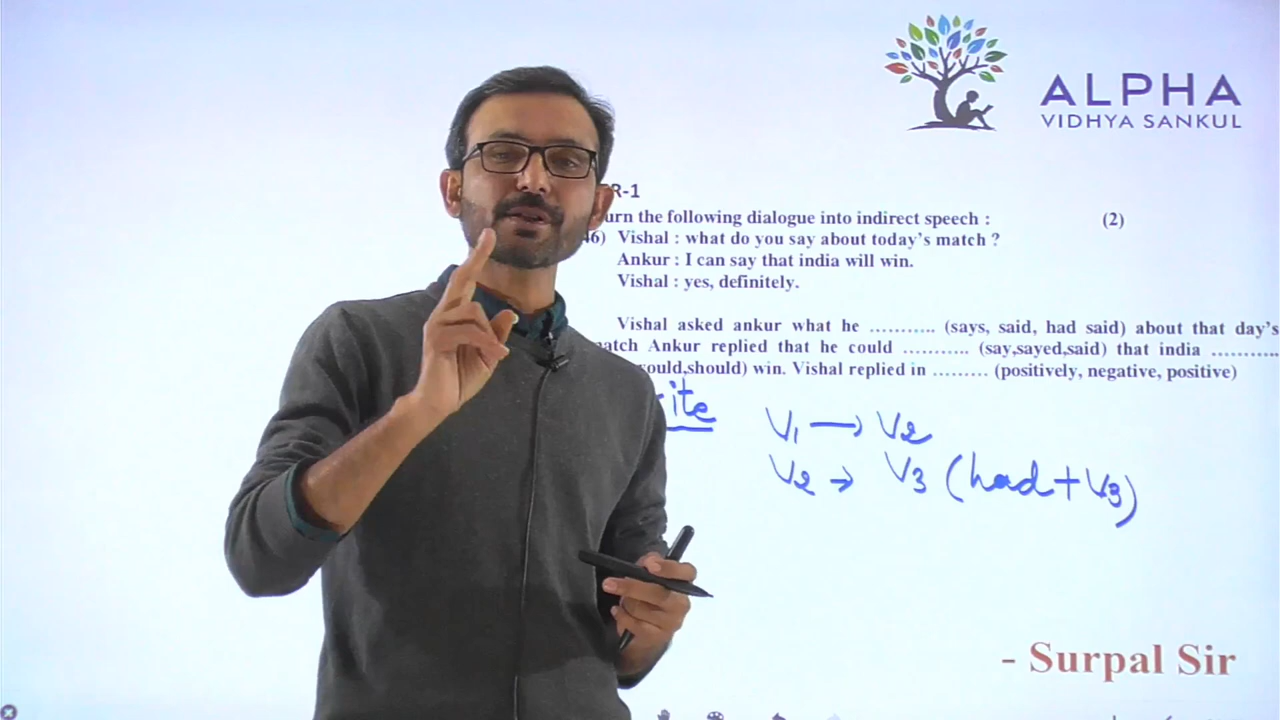 ALPHA
VIDHYA SANKUL
R-1
urn the following dialogue into indirect speech : (2)
46) Vishal : what do you say about today's match ?
Ankur : I can say that india will win.
Vishal : yes, definitely.
Vishal asked ankur what he ........... (says, said, had said) about that day's
atch Ankur replied that he could ........... (say,sayed,said) that india ...........
ould,should) win. Vishal replied in ......... (positively, negative, positive)
ite V1 → V2
V2 → V3 (had + V3)
- Surpal Sir